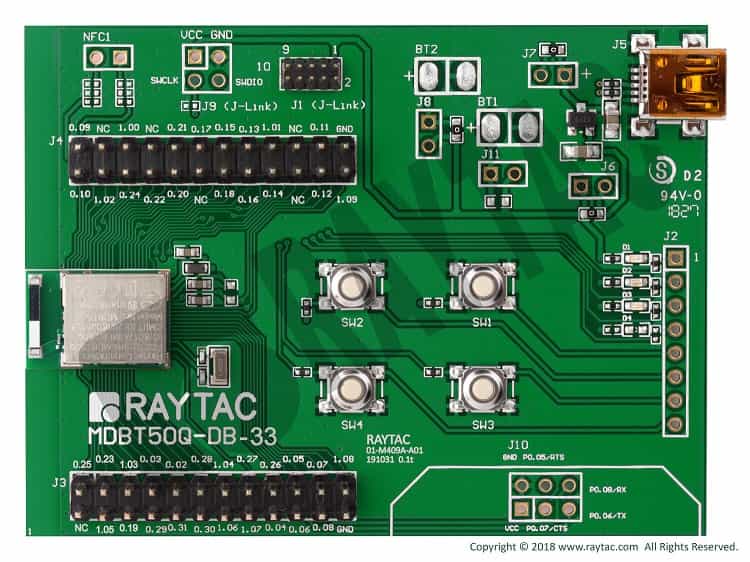 NFC1
VCC GND
SWCLK
SWDIO
J9 (J-Link)
9
1
10
2
J1 (J-Link)
BT2
+
J7
+
J5
J8
BT1
+
J11
J6
S
D2
94V-0
1827
J4
0.09 NC 1.00 NC 0.21 0.17 0.15 0.13 1.01 NC 0.11 GND
0.10 1.02 0.24 0.22 0.20 NC 0.18 0.16 0.14 NC 0.12 1.09
RAYTAC
J2
1
D1
D2
D3
D4
SW2
SW1
SW4
SW3
RAYTAC
MDBT50Q-DB-33
RAYTAC
01-M409A-A01
191031 0.1t
J10
GND P0.05/RTS
P0.08/RX
P0.06/TX
VCC P0.07/CTS
J3
0.25 0.23 1.03 0.03 0.02 0.28 1.04 0.27 0.26 0.05 0.07 1.08
NC 1.05 0.19 0.29 0.31 0.30 1.06 1.07 0.04 0.06 0.08 GND
1
Copyright © 2018 www.raytac.com All Rights Reserved.